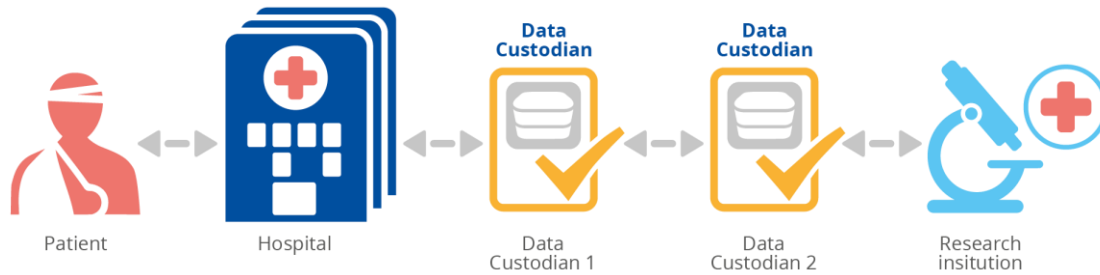 Data
Custodian
Data
Custodian
Patient
Hospital
Data
Custodian 1
Data
Custodian 2
Research
insitution